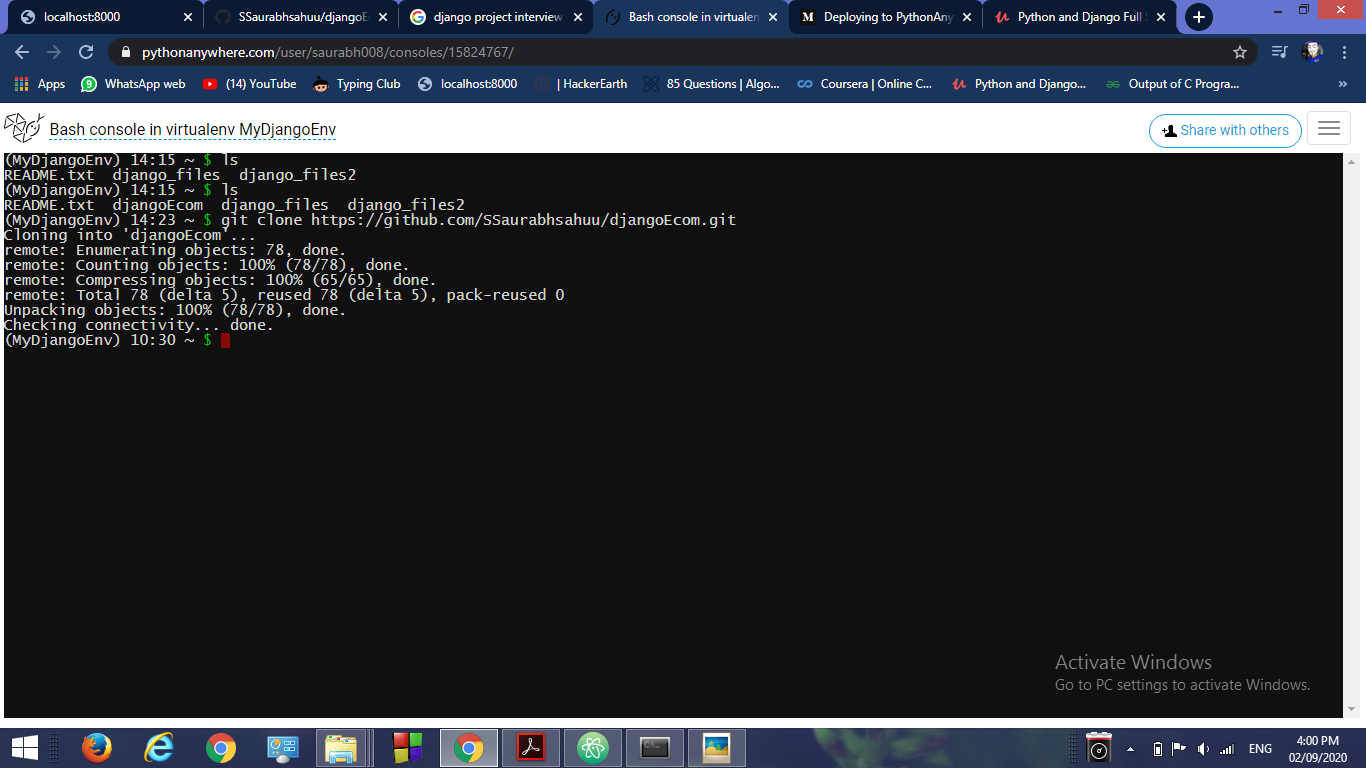 localhost:8000
SSaurabhsahuu/djangoE
django project interview
Bash console in virtualen
M Deploying to PythonAny
Python and Django Full S
pythonanywhere.com/user/saurabh008/consoles/15824767/
Apps
9 WhatsApp web
(14) YouTube
Typing Club
localhost:8000
| HackerEarth
85 Questions | Algo...
Coursera | Online C...
Python and Django...
Output of C Progra...
»
Bash console in virtualenv MyDjangoEnv
Share with others
(MyDjangoEnv) 14:15 ~ $ ls
README.txt  django_files  django_files2
(MyDjangoEnv) 14:15 ~ $ ls
README.txt  djangoEcom  django_files  django_files2
(MyDjangoEnv) 14:23 ~ $ git clone https://github.com/SSaurabhsahuu/djangoEcom.git
Cloning into 'djangoEcom'...
remote: Enumerating objects: 78, done.
remote: Counting objects: 100% (78/78), done.
remote: Compressing objects: 100% (65/65), done.
remote: Total 78 (delta 5), reused 78 (delta 5), pack-reused 0
Unpacking objects: 100% (78/78), done.
Checking connectivity... done.
(MyDjangoEnv) 10:30 ~ $
Activate Windows
Go to PC settings to activate Windows.
ENG
4:00 PM
02/09/2020